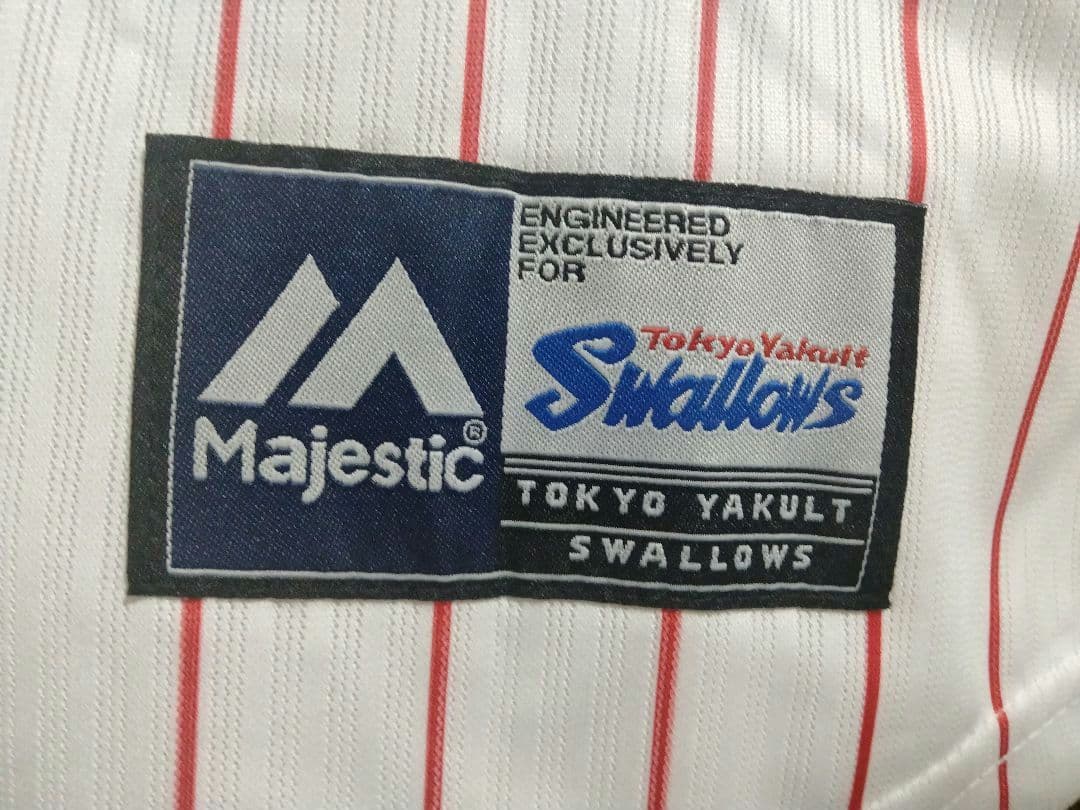 Majestic®
ENGINEERED
EXCLUSIVELY
FOR
Tokyo Yakult
Swallows
TOKYO YAKULT
SWALLOWS